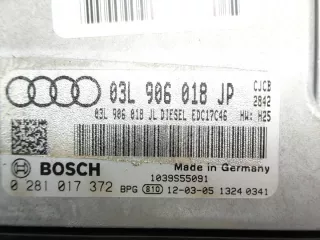 03L 906 018 JP CJCB
2842
03L 906 018 JL DIESEL EDC17C46 HW: H25
BOSCH Made in Germany
1039S55091
0 281 017 372 BPG 810 12-03-05 1324 0341